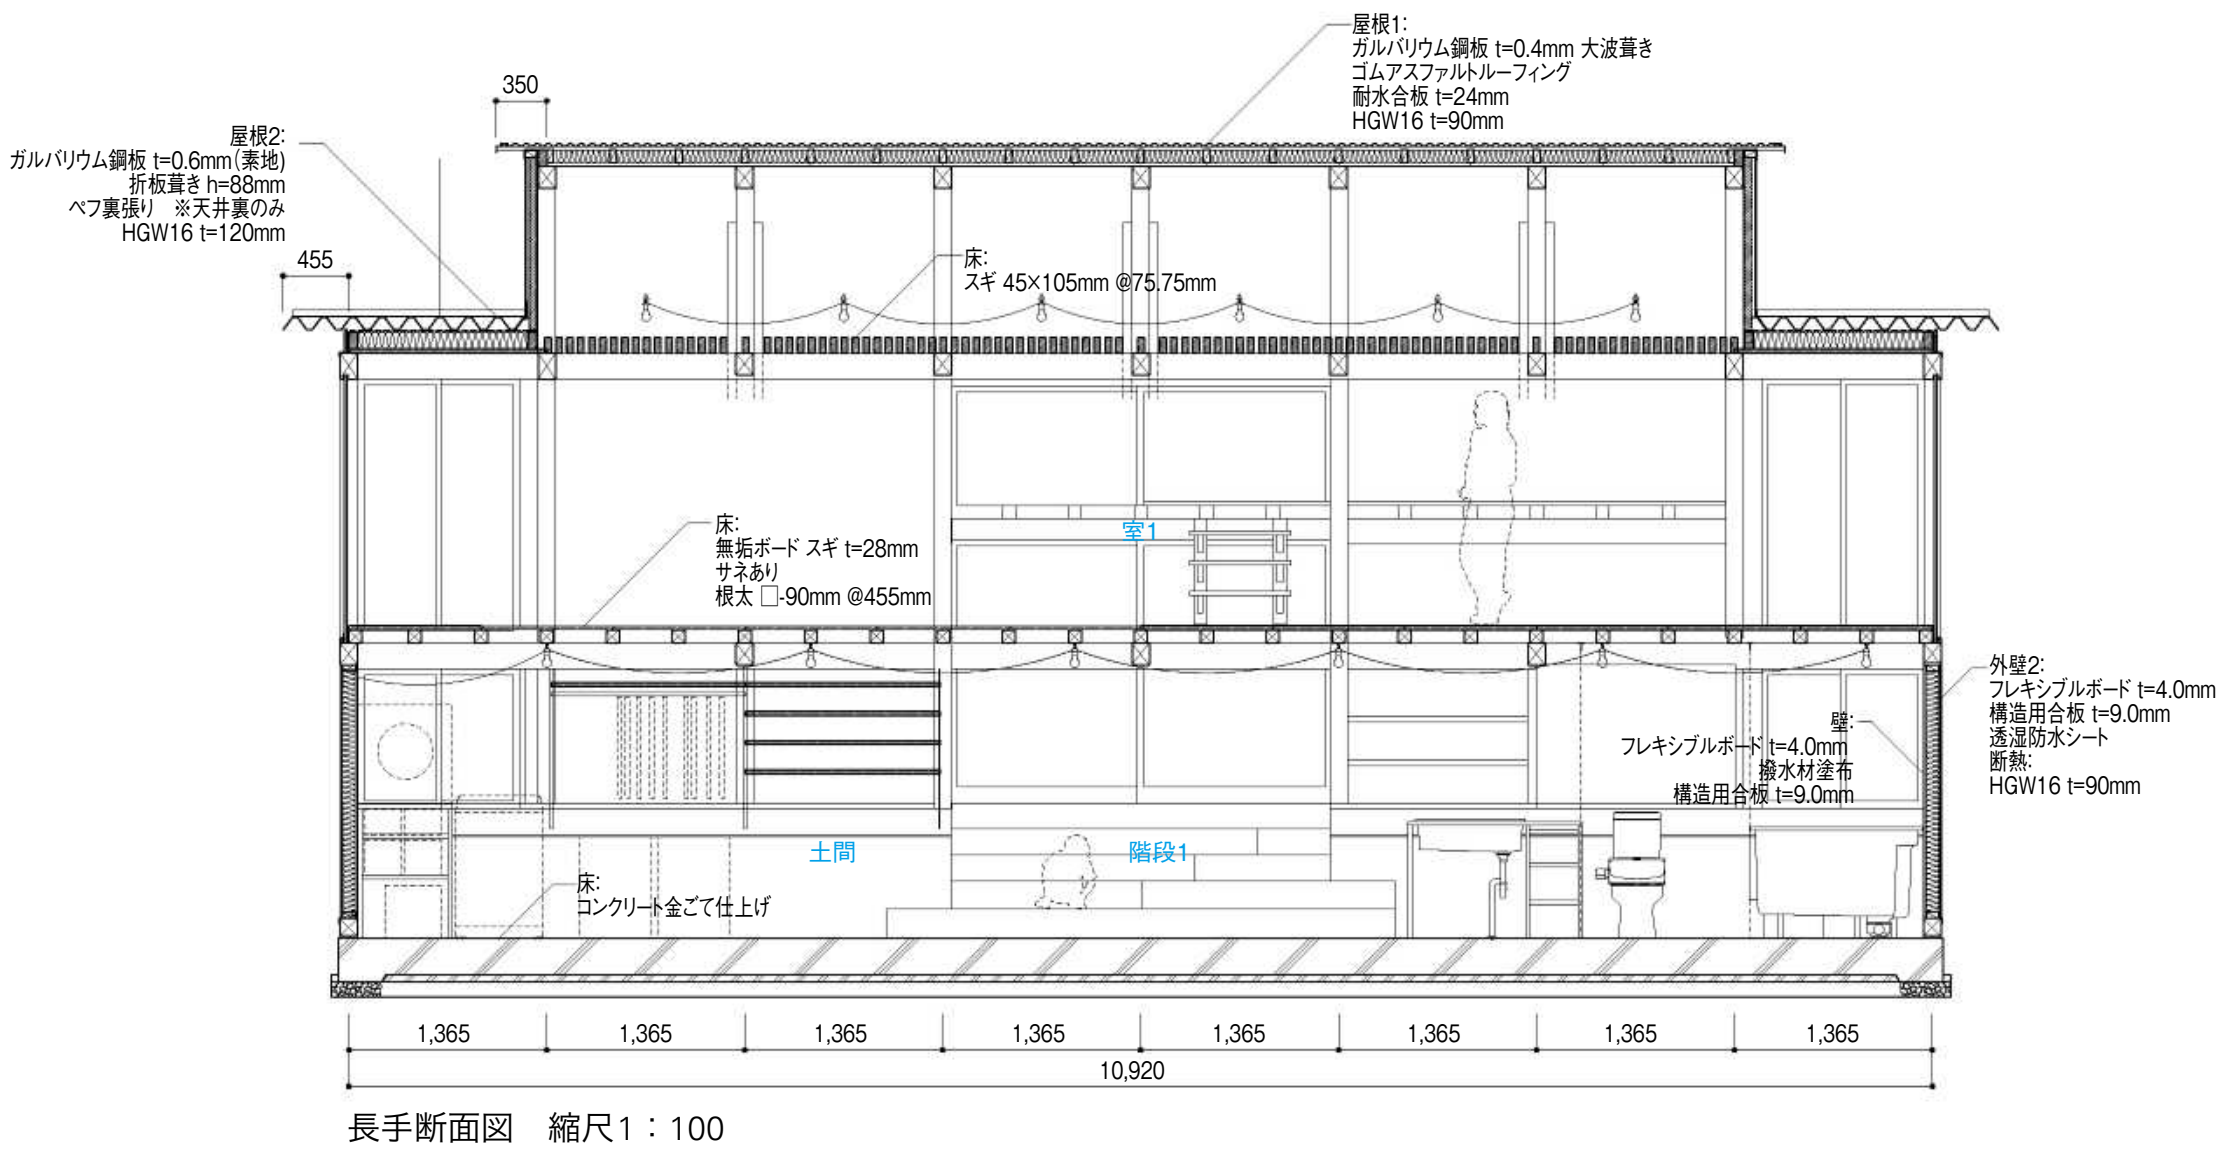 屋根1:
ガルバリウム鋼板 t=0.4mm 大波葺き
ゴムアスファルトルーフィング
耐水合板 t=24mm
HGW16 t=90mm
350
屋根2:
ガルバリウム鋼板 t=0.6mm(素地)
折板葺き h=88mm
ペフ裏張り　※天井裏のみ
HGW16 t=120mm
455
床:
スギ 45×105mm @75.75mm
床:
無垢ボード スギ t=28mm
サネあり
根太 □-90mm @455mm
室1
外壁2:
フレキシブルボード t=4.0mm
構造用合板 t=9.0mm
透湿防水シート
断熱:
HGW16 t=90mm
壁:
フレキシブルボード t=4.0mm
撥水材塗布
構造用合板 t=9.0mm
土間
階段1
床:
コンクリート金ごて仕上げ
1,365 1,365 1,365 1,365 1,365 1,365 1,365 1,365
10,920
長手断面図　縮尺1：100